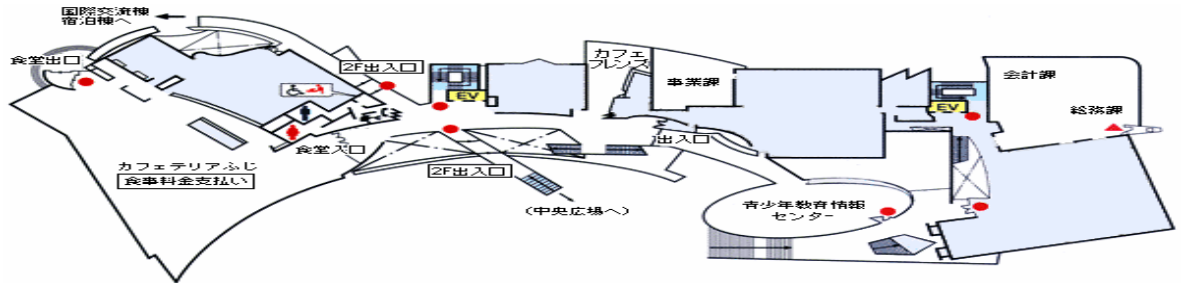 国際交流棟
宿泊棟へ
食堂出口
2F出入口
EV
カフェ
フレンズ
事業課
会計課
EV
総務課
食堂入口
出入口
カフェテリアふじ
食事料金支払い
2F出入口
(中央広場へ)
青少年教育情報
センター